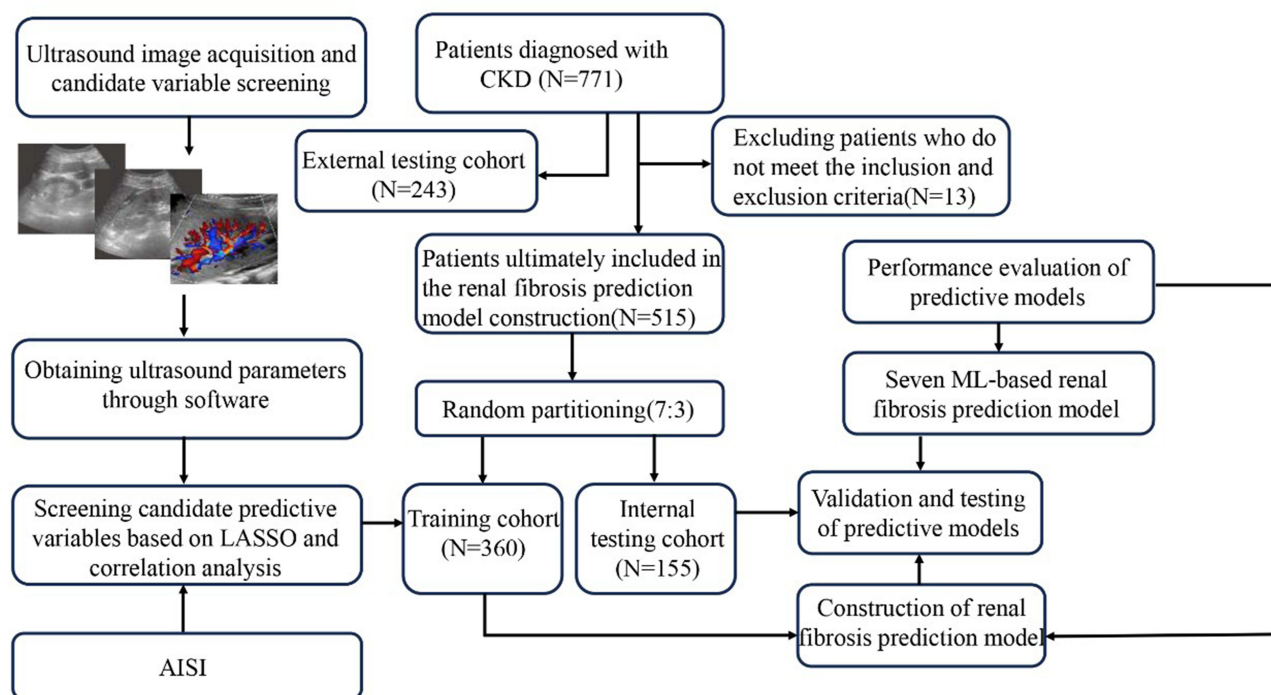 Ultrasound image acquisition and
candidate variable screening
Obtaining ultrasound parameters
through software
Screening candidate predictive
variables based on LASSO and
correlation analysis
AISI
Patients diagnosed with
CKD (N=771)
External testing cohort
(N=243)
Excluding patients who do
not meet the inclusion and
exclusion criteria(N=13)
Patients ultimately included in
the renal fibrosis prediction
model construction(N=515)
Random partitioning(7:3)
Training cohort
(N=360)
Internal
testing cohort
(N=155)
Performance evaluation of
predictive models
Seven ML-based renal
fibrosis prediction model
Validation and testing
of predictive models
Construction of renal
fibrosis prediction model